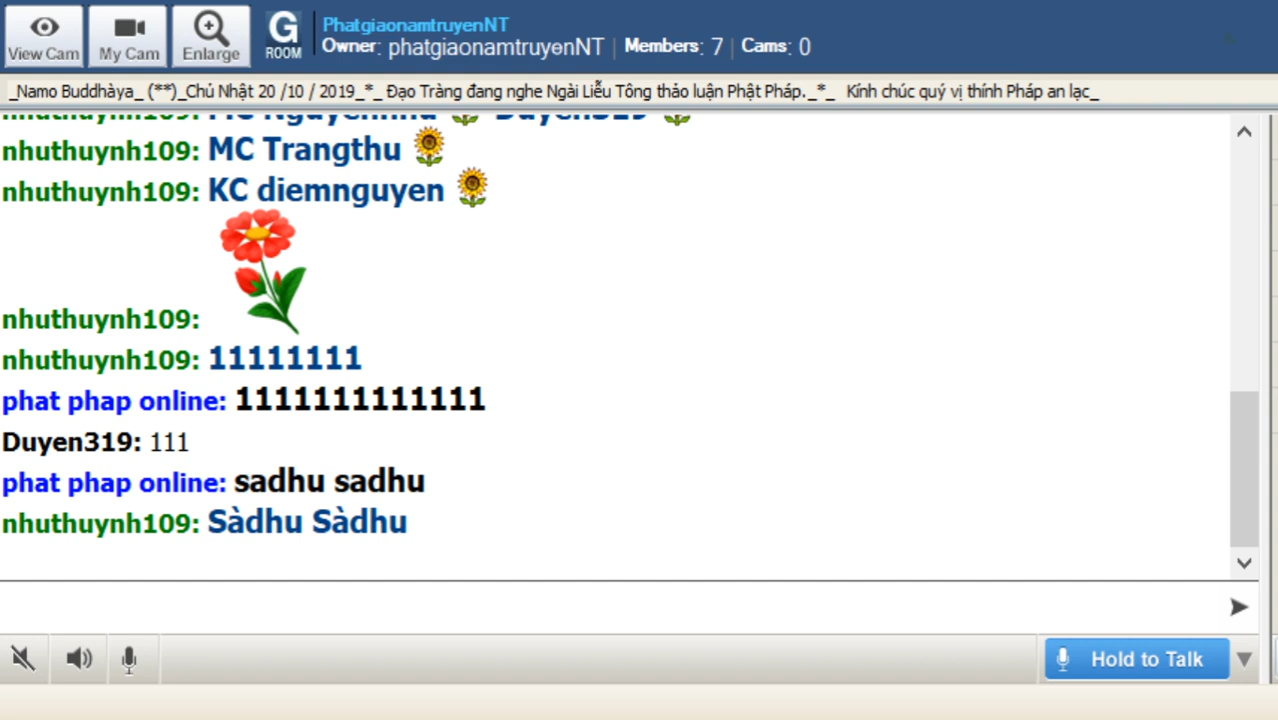 View Cam
My Cam
Enlarge
G
ROOM
PhatgiaonamtruyenNT
Owner: phatgiaonamtruyenNT | Members: 7 | Cams: 0
_Namo Buddhàya_ (**)_Chủ Nhật 20 /10 / 2019_*_ Đạo Tràng đang nghe Ngài Liễu Tông thảo luận Phật Pháp._*_ Kính chúc quý vị thính Pháp an lạc_
nhuthuynh109: Duyen319
nhuthuynh109: MC Trangthu
nhuthuynh109: KC diemnguyen
nhuthuynh109:
nhuthuynh109: 11111111
phat phap online: 1111111111111
Duyen319: 111
phat phap online: sadhu sadhu
nhuthuynh109: Sàdhu Sàdhu
Hold to Talk